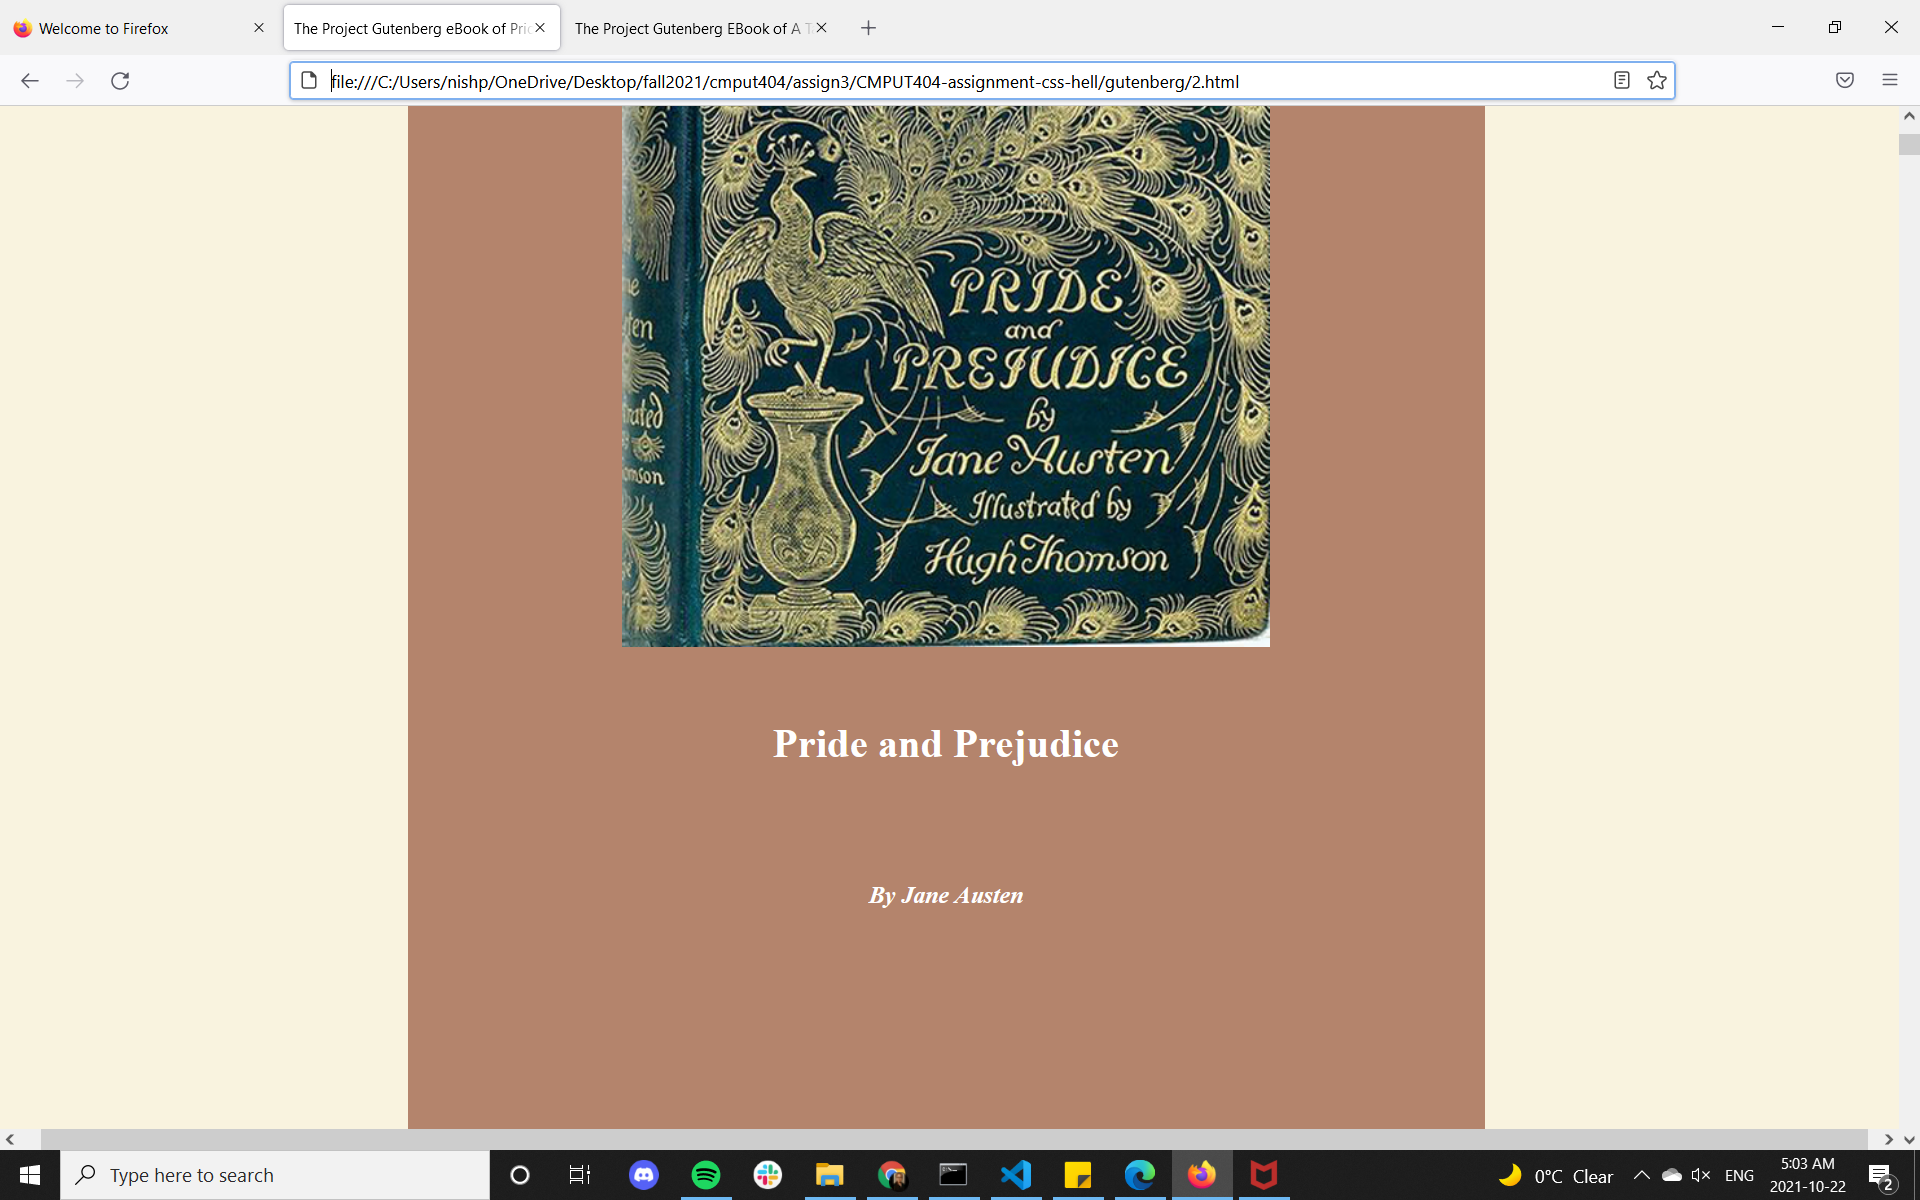 Welcome to Firefox
The Project Gutenberg eBook of Pri
The Project Gutenberg EBook of A T
file:///C:/Users/nishp/OneDrive/Desktop/fall2021/cmput404/assign3/CMPUT404-assignment-css-hell/gutenberg/2.html
PRIDE
and
PREJUDICE
by
Jane Austen
Illustrated by
Hugh Thomson
Pride and Prejudice
By Jane Austen
Type here to search
0°C Clear
ENG
5:03 AM
2021-10-22
2